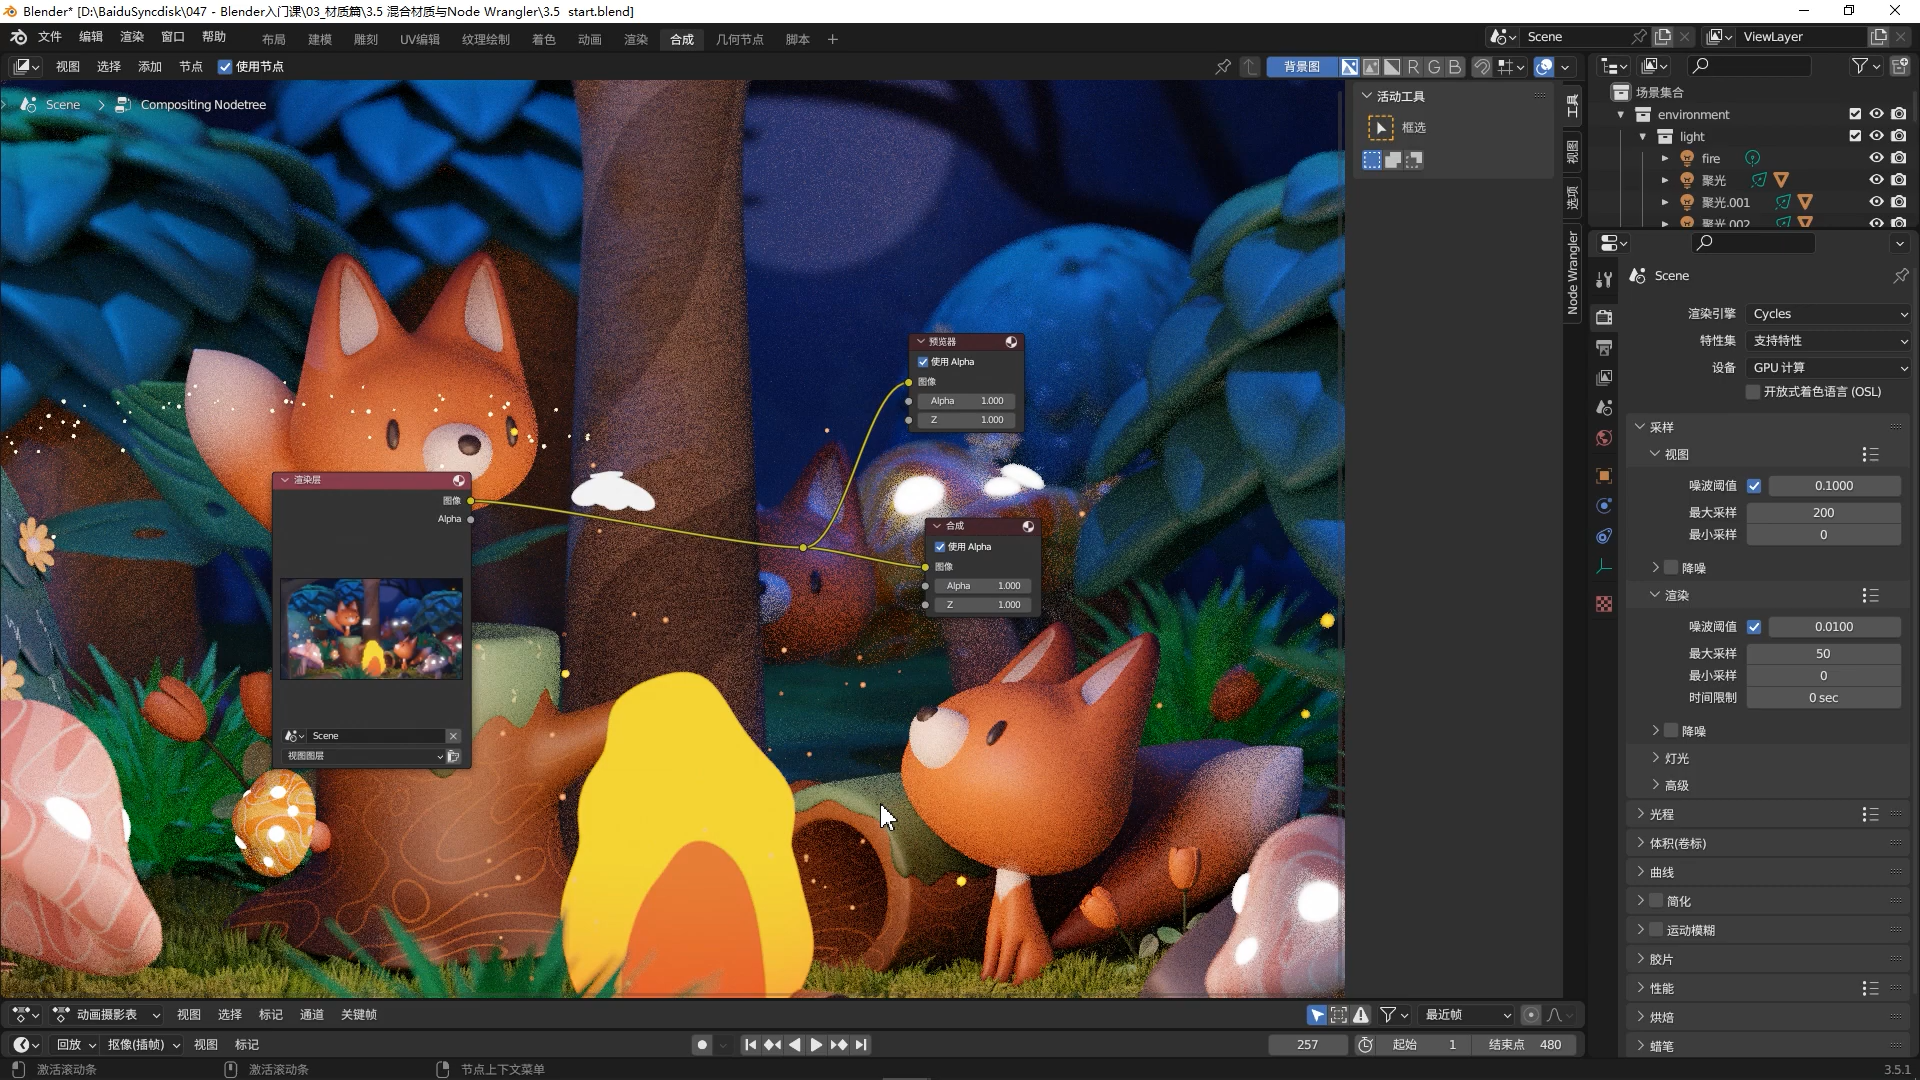 Blender* [D:\BaiduSyncdisk\047 - Blender入门课\03_材质篇\3.5 混合材质与Node Wrangler\3.5  start.blend]
文件 编辑 渲染 窗口 帮助 布局 建模 雕刻 UV编辑 纹理绘制 着色 动画 渲染 合成 几何节点 脚本 +
Scene
ViewLayer
视图 选择 添加 节点 使用节点
背景图
R G B
Scene > Compositing Nodetree
活动工具
框选
工具
视图
选项
Node Wrangler
预览器
使用 Alpha
图像
Alpha 1.000
Z 1.000
渲染层
图像
Alpha
Scene
视图图层
合成
使用 Alpha
图像
Alpha 1.000
Z 1.000
场景集合
environment
light
fire
聚光
聚光.001
聚光.002
Scene
渲染引擎 Cycles
特性集 支持特性
设备 GPU 计算
开放式着色语言 (OSL)
采样
视图
噪波阈值 0.1000
最大采样 200
最小采样 0
降噪
渲染
噪波阈值 0.0100
最大采样 50
最小采样 0
时间限制 0 sec
降噪
灯光
高级
光程
体积(卷标)
曲线
简化
运动模糊
胶片
性能
烘焙
蜡笔
动画摄影表 视图 选择 标记 通道 关键帧
最近帧
回放 抠像(插帧) 视图 标记
257 起始 1 结束点 480
激活滚动条 激活滚动条 节点上下文菜单
3.5.1